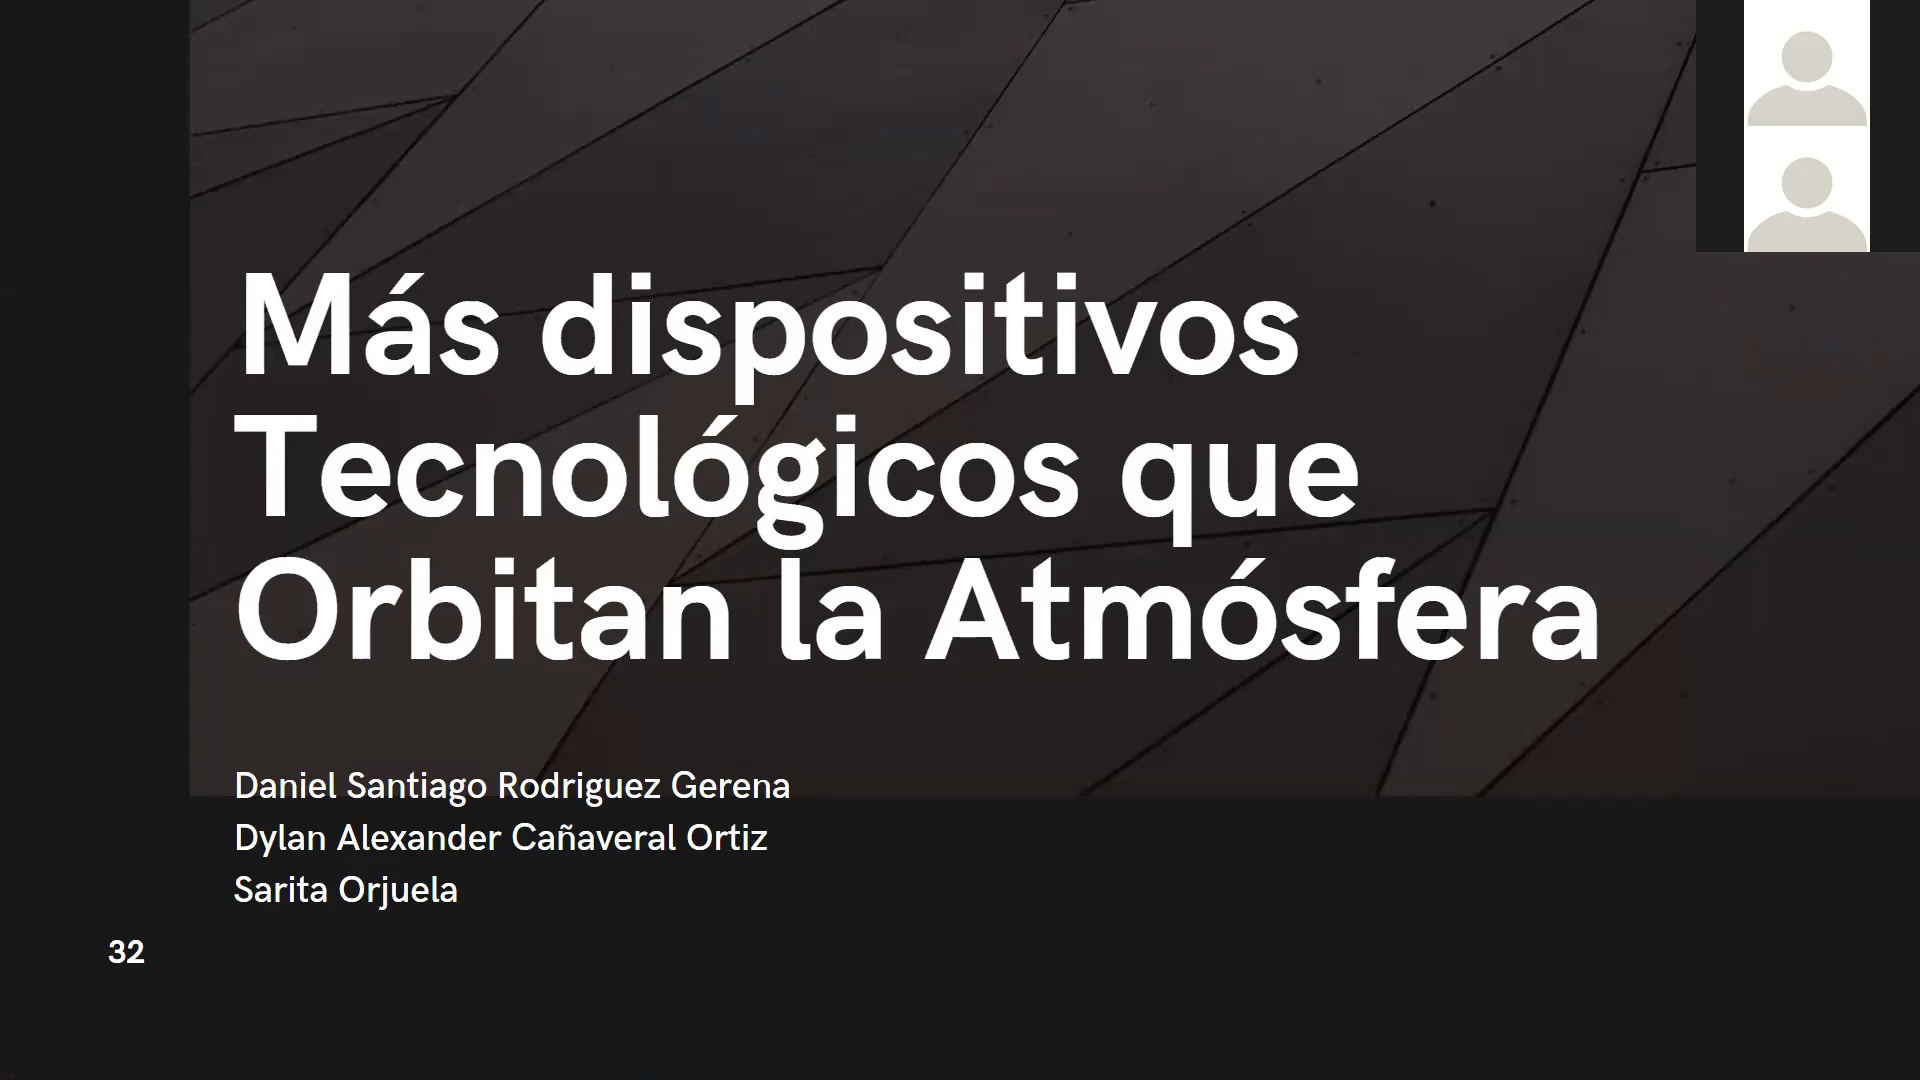 Más dispositivos
Tecnológicos que
Orbitan la Atmósfera
Daniel Santiago Rodriguez Gerena
Dylan Alexander Cañaveral Ortiz
Sarita Orjuela
32